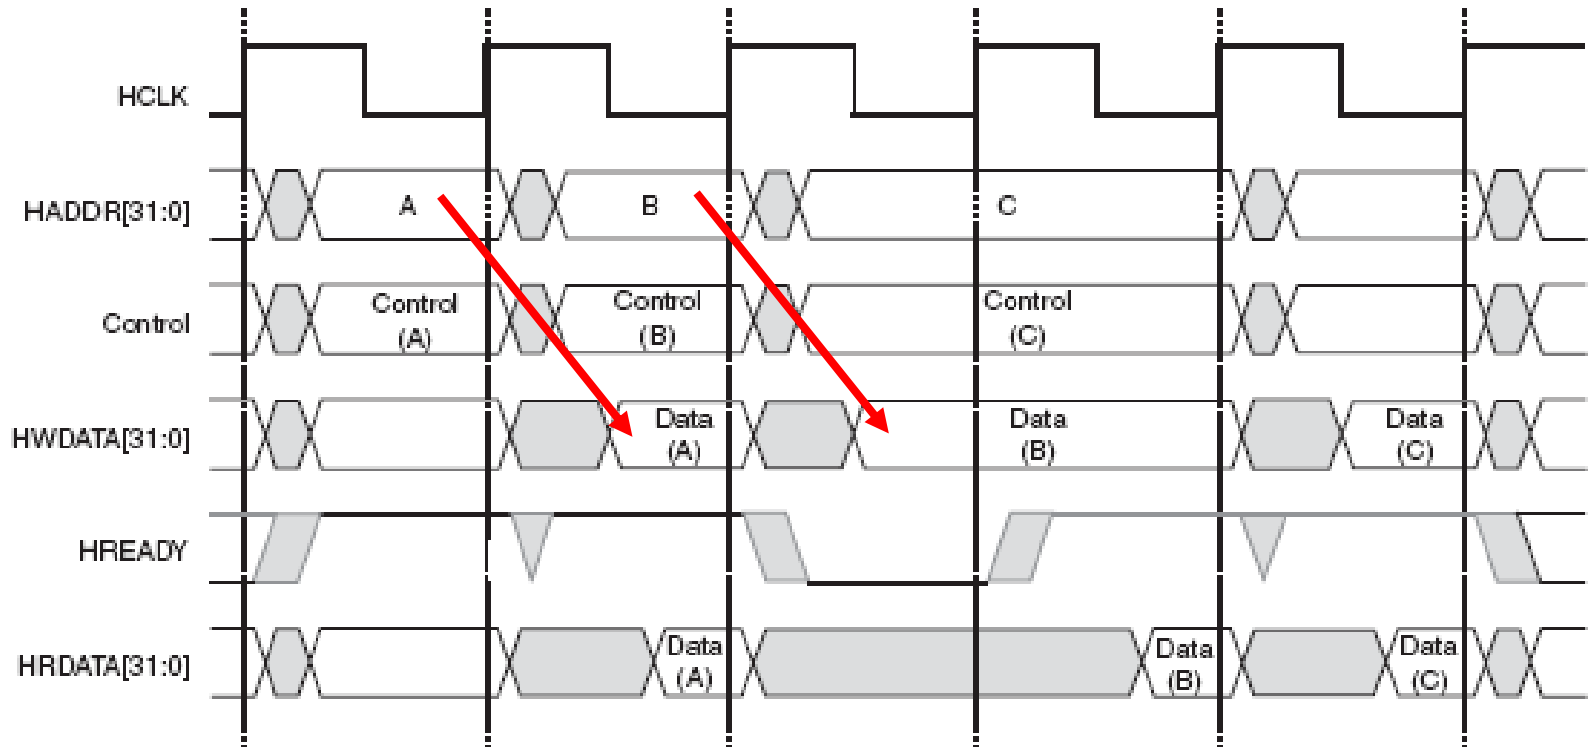 HCLK
HADDR[31:0]
A
B
C
Control
Control
(A)
Control
(B)
Control
(C)
HWDATA[31:0]
Data
(A)
Data
(B)
Data
(C)
HREADY
HRDATA[31:0]
Data
(A)
Data
(B)
Data
(C)